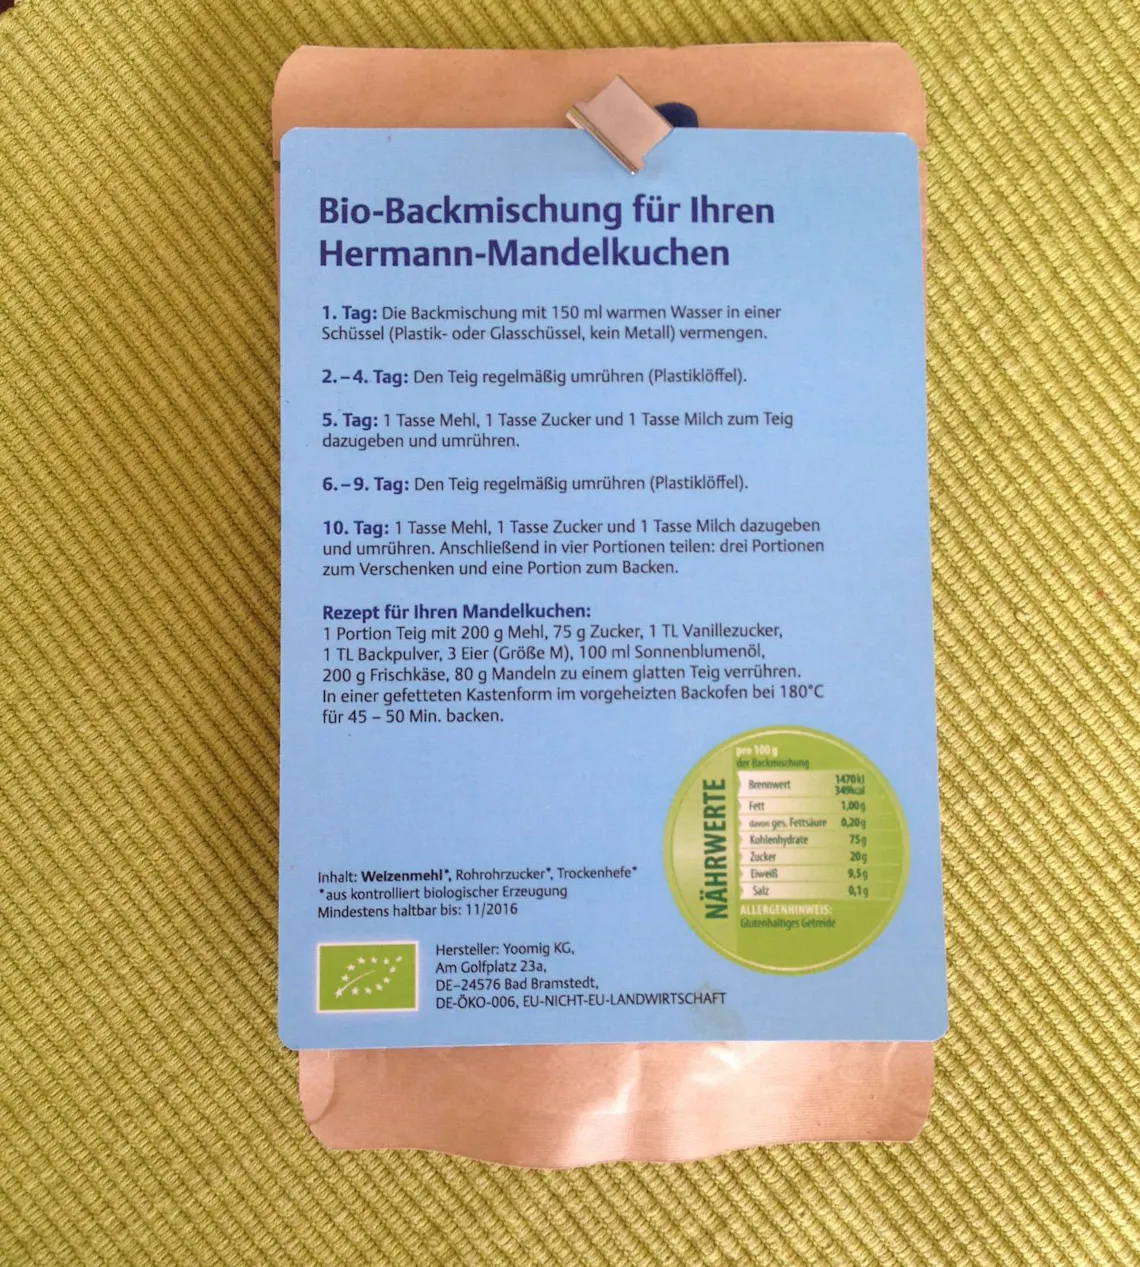 Bio-Backmischung für Ihren
Hermann-Mandelkuchen
1. Tag: Die Backmischung mit 150 ml warmen Wasser in einer
Schüssel (Plastik- oder Glasschüssel, kein Metall) vermengen.
2.–4. Tag: Den Teig regelmäßig umrühren (Plastiklöffel).
5. Tag: 1 Tasse Mehl, 1 Tasse Zucker und 1 Tasse Milch zum Teig
dazugeben und umrühren.
6.–9. Tag: Den Teig regelmäßig umrühren (Plastiklöffel).
10. Tag: 1 Tasse Mehl, 1 Tasse Zucker und 1 Tasse Milch dazugeben
und umrühren. Anschließend in vier Portionen teilen: drei Portionen
zum Verschenken und eine Portion zum Backen.
Rezept für Ihren Mandelkuchen:
1 Portion Teig mit 200 g Mehl, 75 g Zucker, 1 TL Vanillezucker,
1 TL Backpulver, 3 Eier (Größe M), 100 ml Sonnenblumenöl,
200 g Frischkäse, 80 g Mandeln zu einem glatten Teig verrühren.
In einer gefetteten Kastenform im vorgeheizten Backofen bei 180°C
für 45 – 50 Min. backen.
NÄHRWERTE
pro 100 g
der Backmischung
Brennwert 1470 kJ
349kcal
Fett 1,00g
davon ges. Fettsäure 0,20g
Kohlenhydrate 75g
Zucker 20g
Eiweiß 9,5g
Salz 0,1g
ALLERGENHINWEIS:
Glutenhaltiges Getreide
Inhalt: Weizenmehl*, Rohrohrzucker*, Trockenhefe*
*aus kontrolliert biologischer Erzeugung
Mindestens haltbar bis: 11/2016
Hersteller: Yoomig KG,
Am Golfplatz 23a,
DE–24576 Bad Bramstedt,
DE-ÖKO-006, EU-NICHT-EU-LANDWIRTSCHAFT